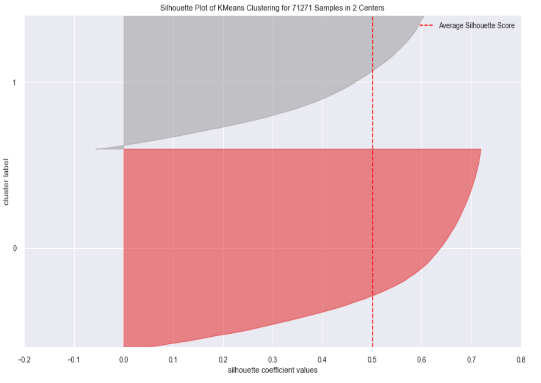 Silhouette Plot of KMeans Clustering for 71271 Samples in 2 Centers
Average Silhouette Score
1
cluster label
0
-0.2 -0.1 0.0 0.1 0.2 0.3 0.4 0.5 0.6 0.7 0.8
silhouette coefficient values